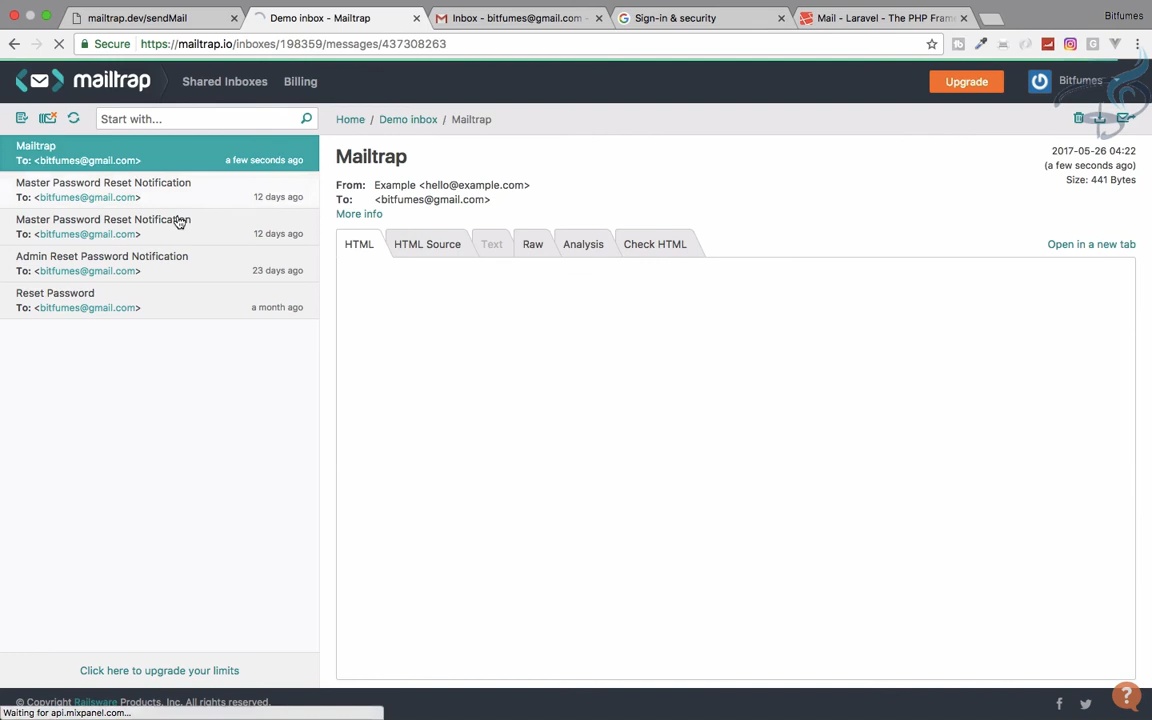 mailtrap.dev/sendMail
Demo inbox - Mailtrap
Inbox - bitfumes@gmail.com -
Sign-in & security
Mail - Laravel - The PHP Fram
Bitfumes
Secure
https://mailtrap.io/inboxes/198359/messages/437308263
mailtrap
Shared Inboxes
Billing
Upgrade
Bitfumes
Start with...
Home / Demo inbox / Mailtrap
Mailtrap
To: <bitfumes@gmail.com>
a few seconds ago
Master Password Reset Notification
To: <bitfumes@gmail.com>
12 days ago
Master Password Reset Notification
To: <bitfumes@gmail.com>
12 days ago
Admin Reset Password Notification
To: <bitfumes@gmail.com>
23 days ago
Reset Password
To: <bitfumes@gmail.com>
a month ago
Click here to upgrade your limits
Mailtrap
From: Example <hello@example.com>
To: <bitfumes@gmail.com>
More info
2017-05-26 04:22
(a few seconds ago)
Size: 441 Bytes
HTML
HTML Source
Text
Raw
Analysis
Check HTML
Open in a new tab
© Copyright Railsware Products, Inc. All rights reserved.
Waiting for api.mixpanel.com...